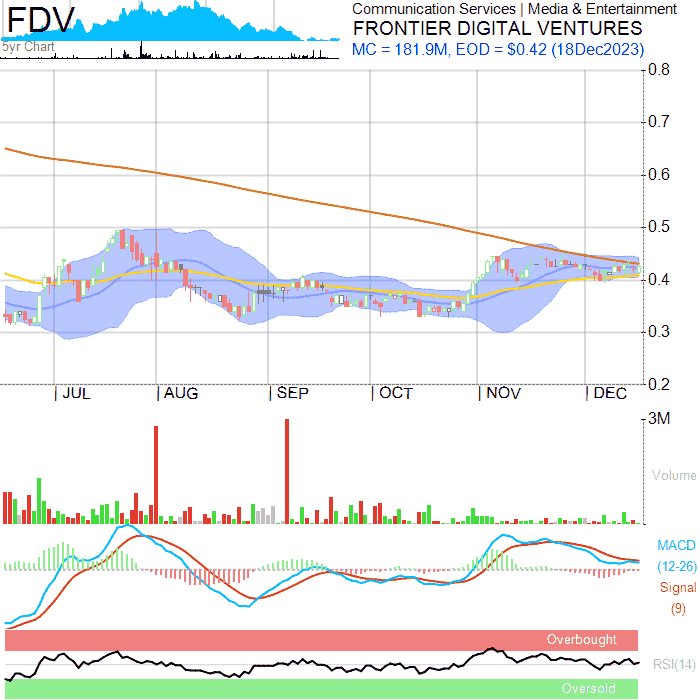 FDV
5yr Chart
Communication Services | Media & Entertainment
FRONTIER DIGITAL VENTURES
MC = 181.9M, EOD = $0.42 (18Dec2023)
0.8
0.7
0.6
0.5
0.4
0.3
0.2
JUL
AUG
SEP
OCT
NOV
DEC
3M
Volume
MACD
(12-26)
Signal
(9)
Overbought
RSI(14)
Oversold